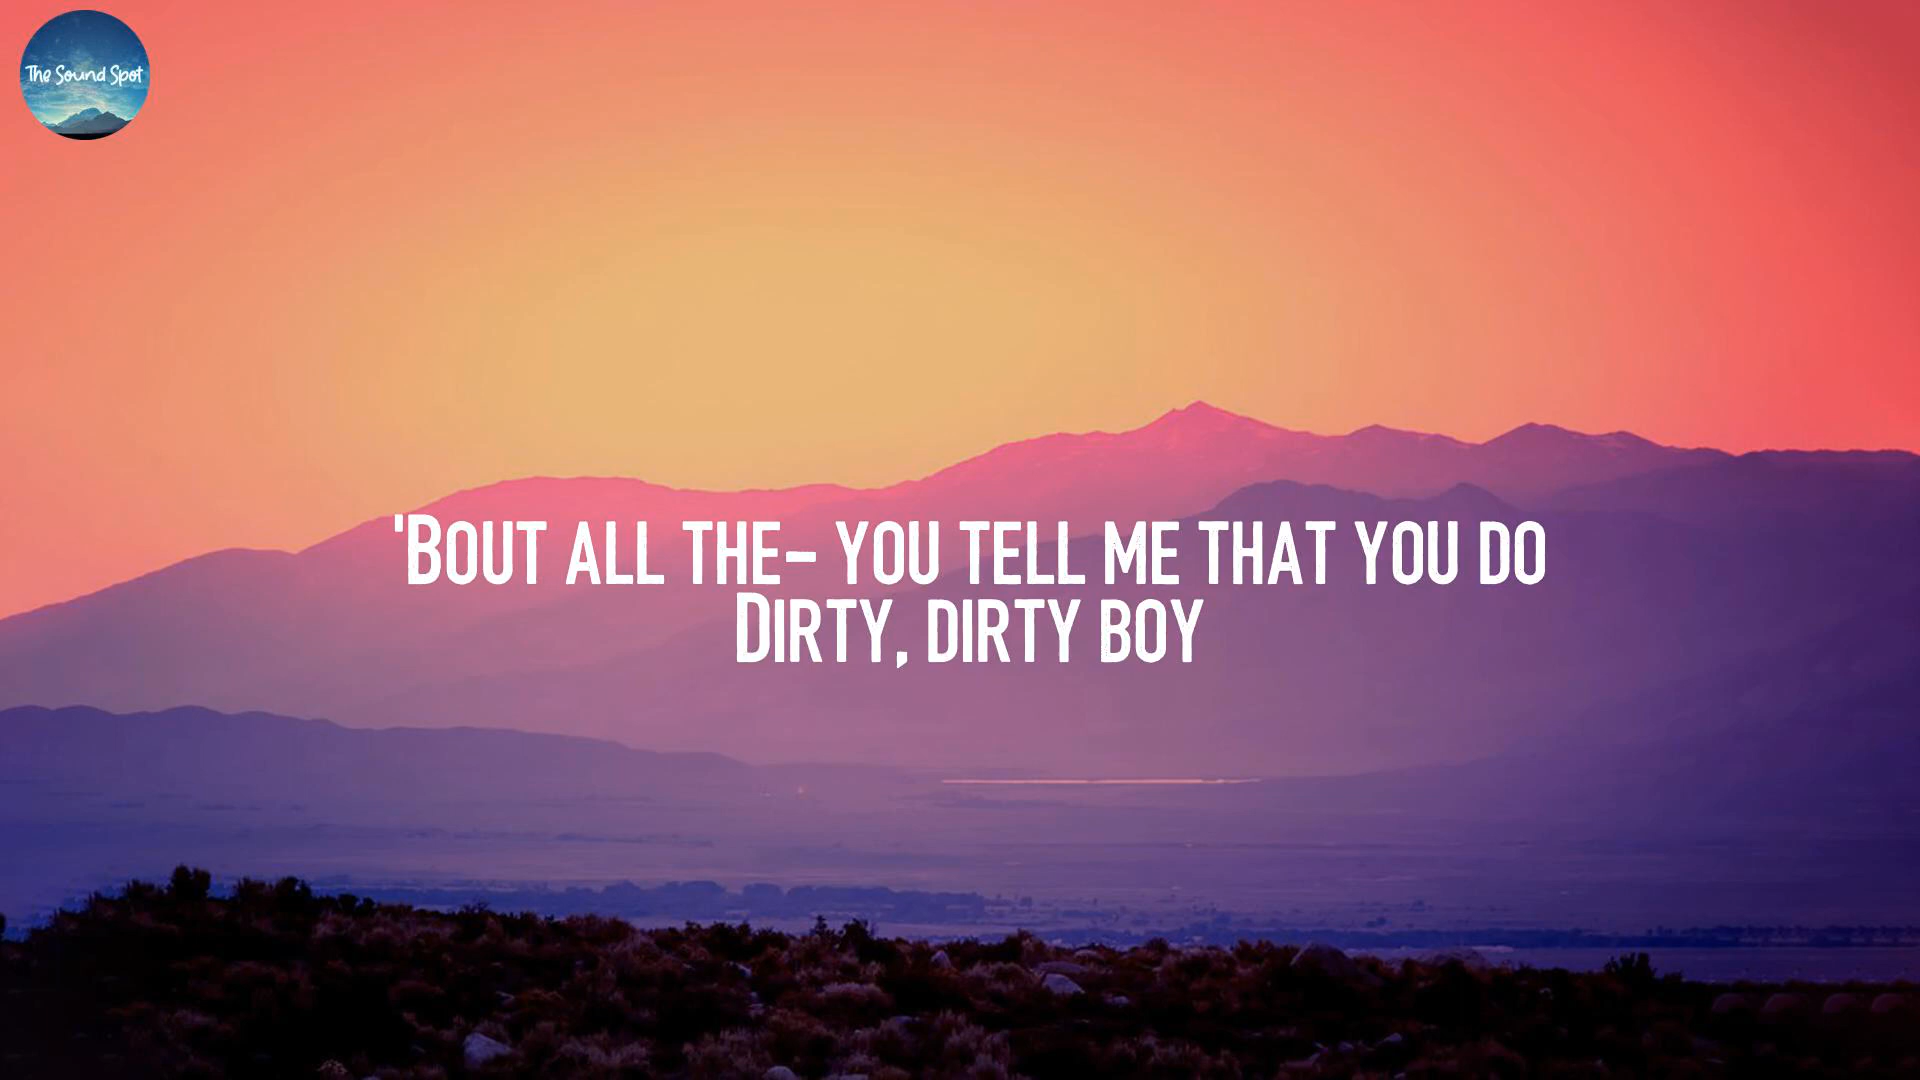 The Sound Spot
'Bout all the- you tell me that you do
Dirty, dirty boy